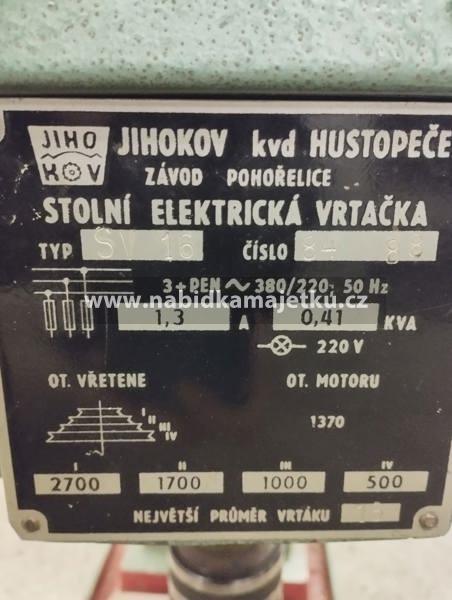 JIHO
KOV
JIHOKOV kvd HUSTOPEČE
ZÁVOD POHOŘELICE
STOLNÍ ELEKTRICKÁ VRTAČKA
TYP SV 16 ČÍSLO 84 88
3+PEN ~ 380/220 50 Hz
www.nabidkamajetku.cz
1,3 A 0,41 KVA
220 V
OT. VŘETENE OT. MOTORU
I
II
III
IV
1370
I II III IV
2700 1700 1000 500
NEJVĚTŠÍ PRŮMĚR VRTÁKU